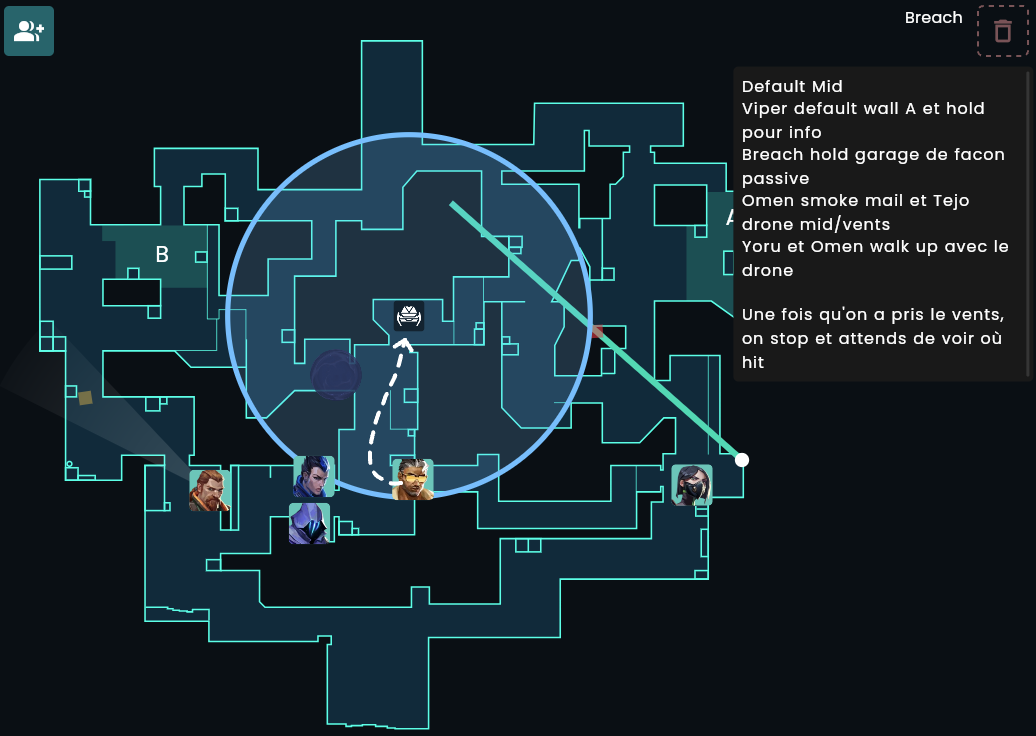 Breach
Default Mid
Viper default wall A et hold
pour info
Breach hold garage de facon
passive
Omen smoke mail et Tejo
drone mid/vents
Yoru et Omen walk up avec le
drone
Une fois qu'on a pris le vents,
on stop et attends de voir où
hit
B
A